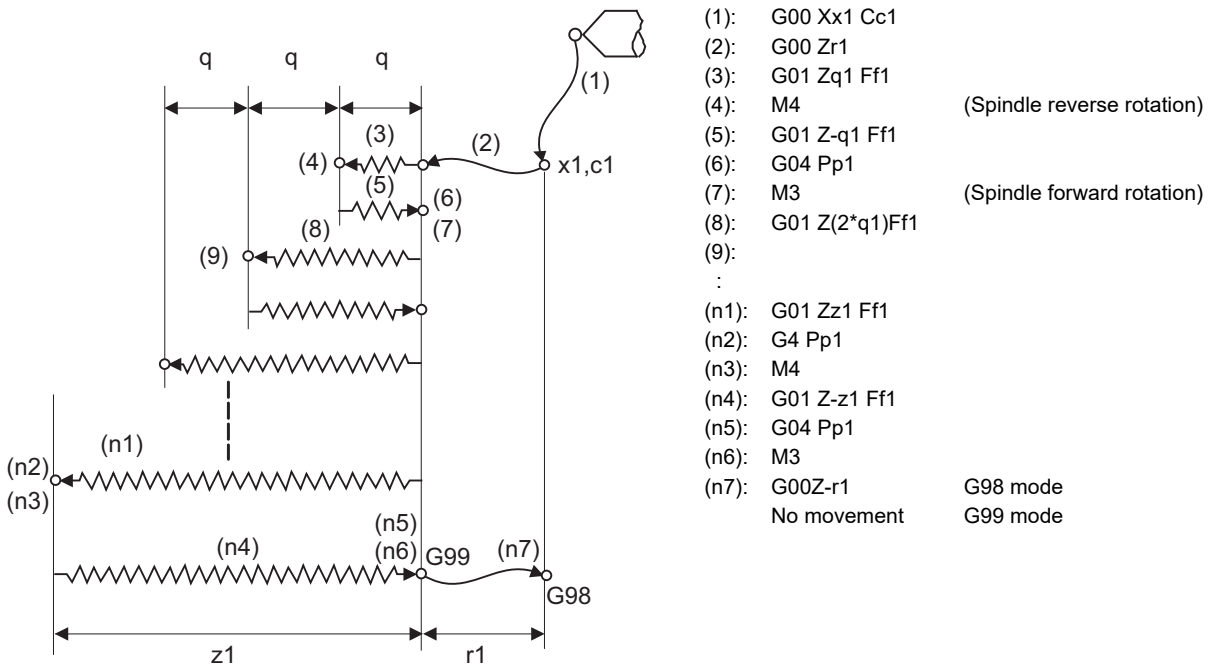 q q q
(1)
(3)
(2)
(4)
x1,c1
(5)
(6)
(7)
(8)
(9)
(n1)
(n2)
(n3)
(n5)
(n4)
(n6)
G99
(n7)
G98
z1
r1
(1): G00 Xx1 Cc1
(2): G00 Zr1
(3): G01 Zq1 Ff1
(4): M4 (Spindle reverse rotation)
(5): G01 Z-q1 Ff1
(6): G04 Pp1
(7): M3 (Spindle forward rotation)
(8): G01 Z(2*q1)Ff1
(9):
:
(n1): G01 Zz1 Ff1
(n2): G4 Pp1
(n3): M4
(n4): G01 Z-z1 Ff1
(n5): G04 Pp1
(n6): M3
(n7): G00Z-r1 G98 mode
No movement G99 mode